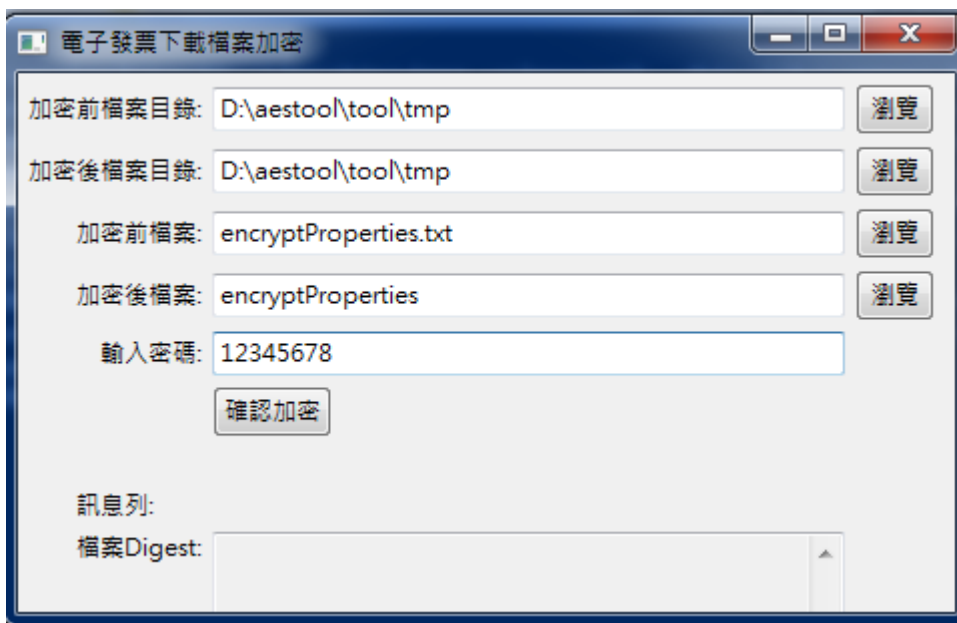 電子發票下載檔案加密
加密前檔案目錄: D:\aestool\tool\tmp 瀏覽
加密後檔案目錄: D:\aestool\tool\tmp 瀏覽
加密前檔案: encryptProperties.txt 瀏覽
加密後檔案: encryptProperties 瀏覽
輸入密碼: 12345678
確認加密
訊息列:
檔案Digest: